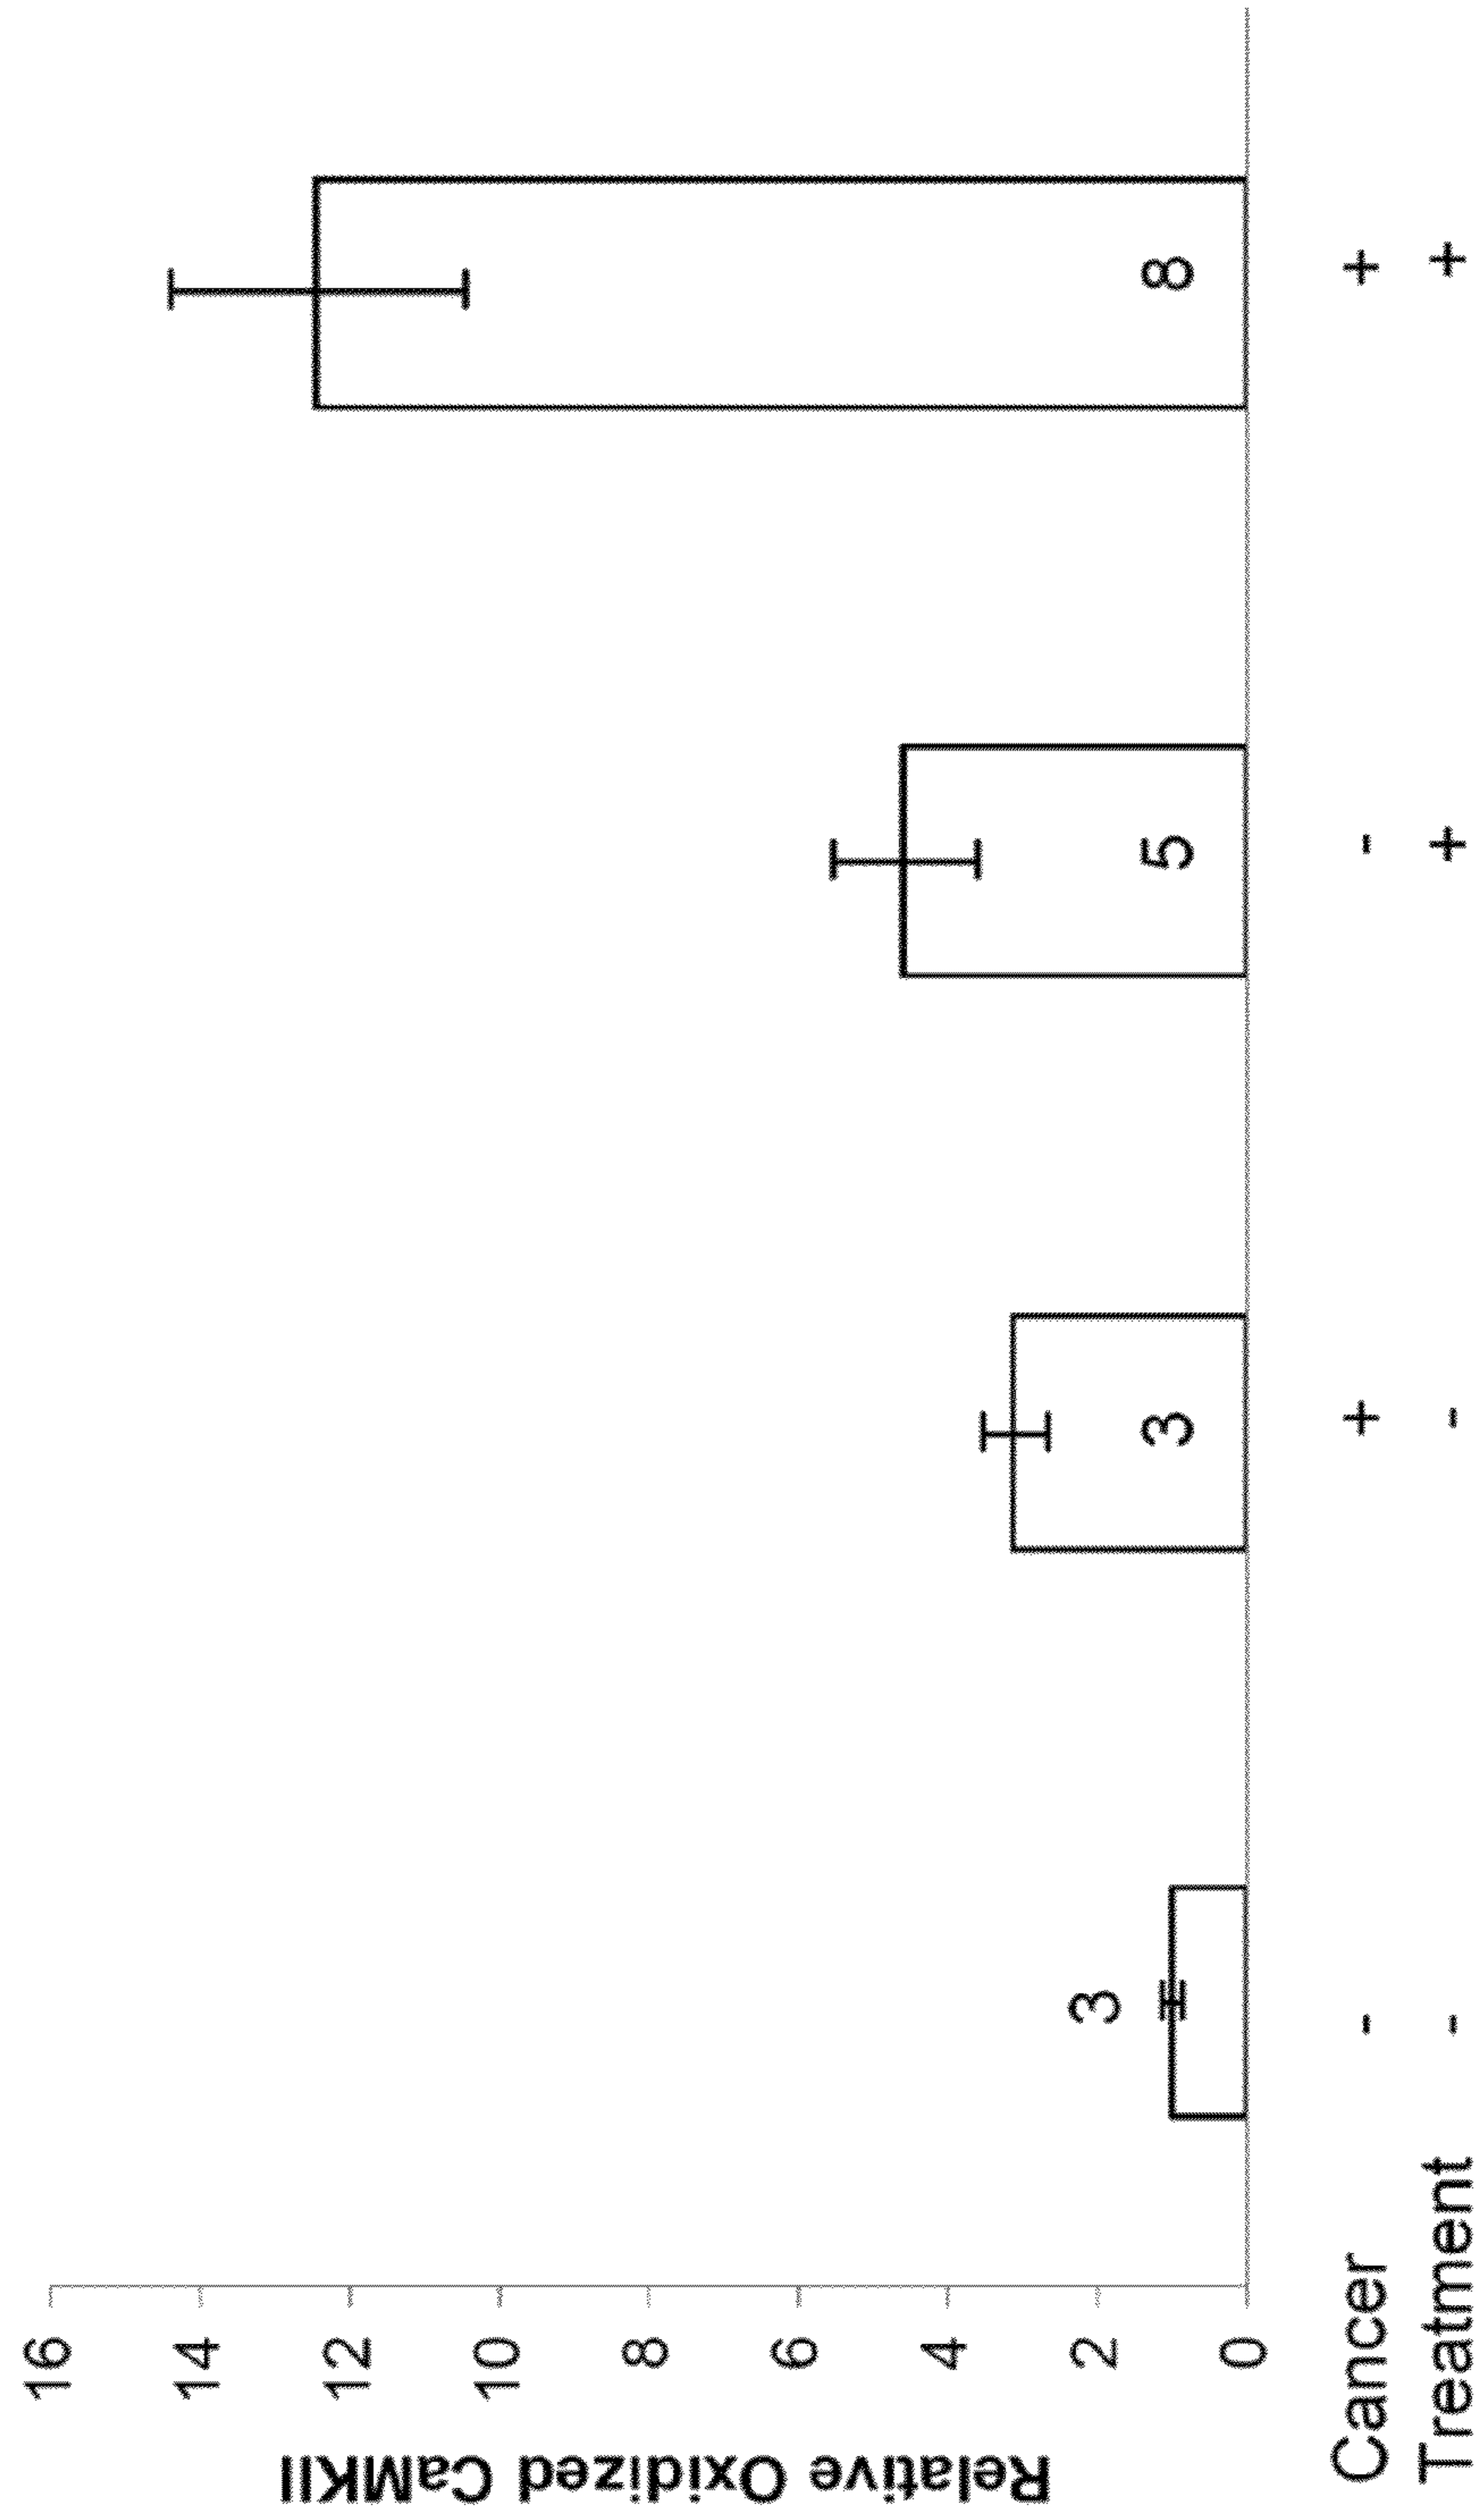 Relative Oxidized CaMKII
16
14
12
10
8
6
4
2
0
3 3 5 8
Cancer - + - +
Treatment - - + +